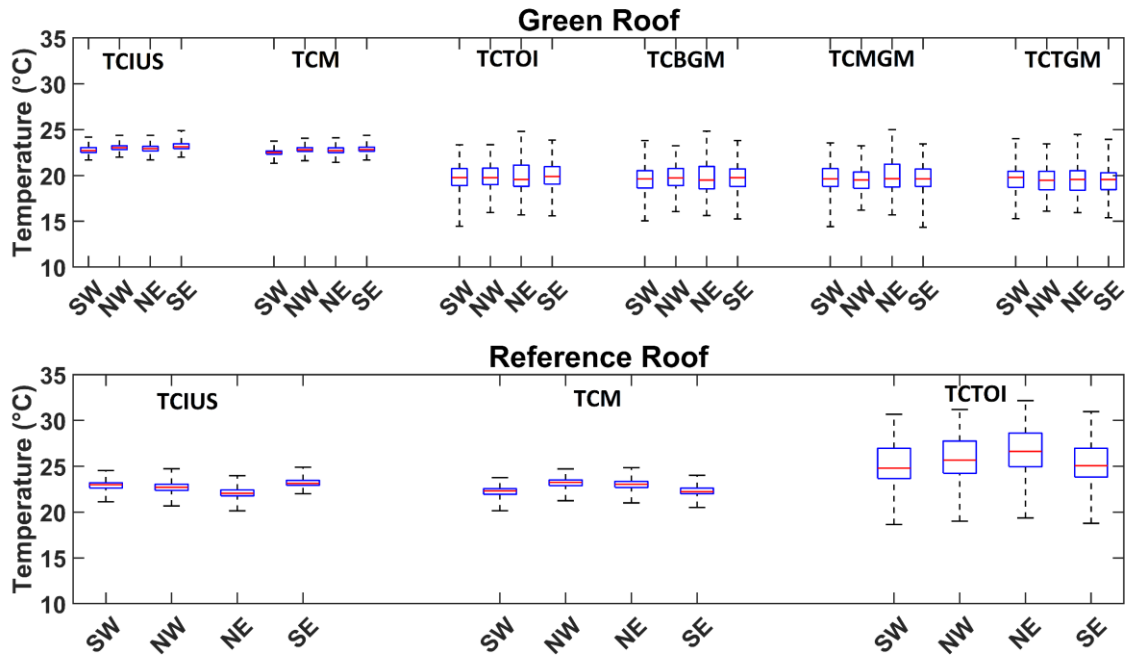 Green Roof
Temperature (°C)
35
30
25
20
15
10
TCIUS TCM TCTOI TCBGM TCMGM TCTGM
SW NW NE SE SW NW NE SE SW NW NE SE SW NW NE SE SW NW NE SE SW NW NE SE
Reference Roof
Temperature (°C)
35
30
25
20
15
10
TCIUS TCM TCTOI
SW NW NE SE SW NW NE SE SW NW NE SE